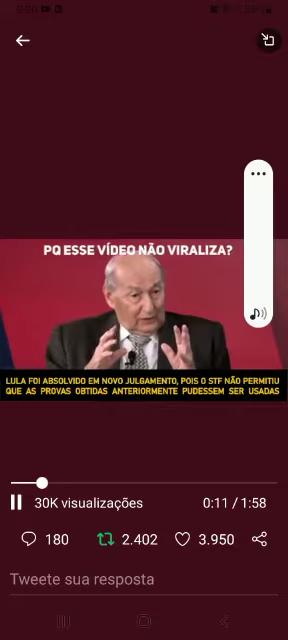 PQ ESSE VÍDEO NÃO VIRALIZA?
LULA FOI ABSOLVIDO EM NOVO JULGAMENTO, POIS O STF NÃO PERMITIU
QUE AS PROVAS OBTIDAS ANTERIORMENTE PUDESSEM SER USADAS
30K visualizações
0:11 / 1:58
180
2.402
3.950
Tweete sua resposta